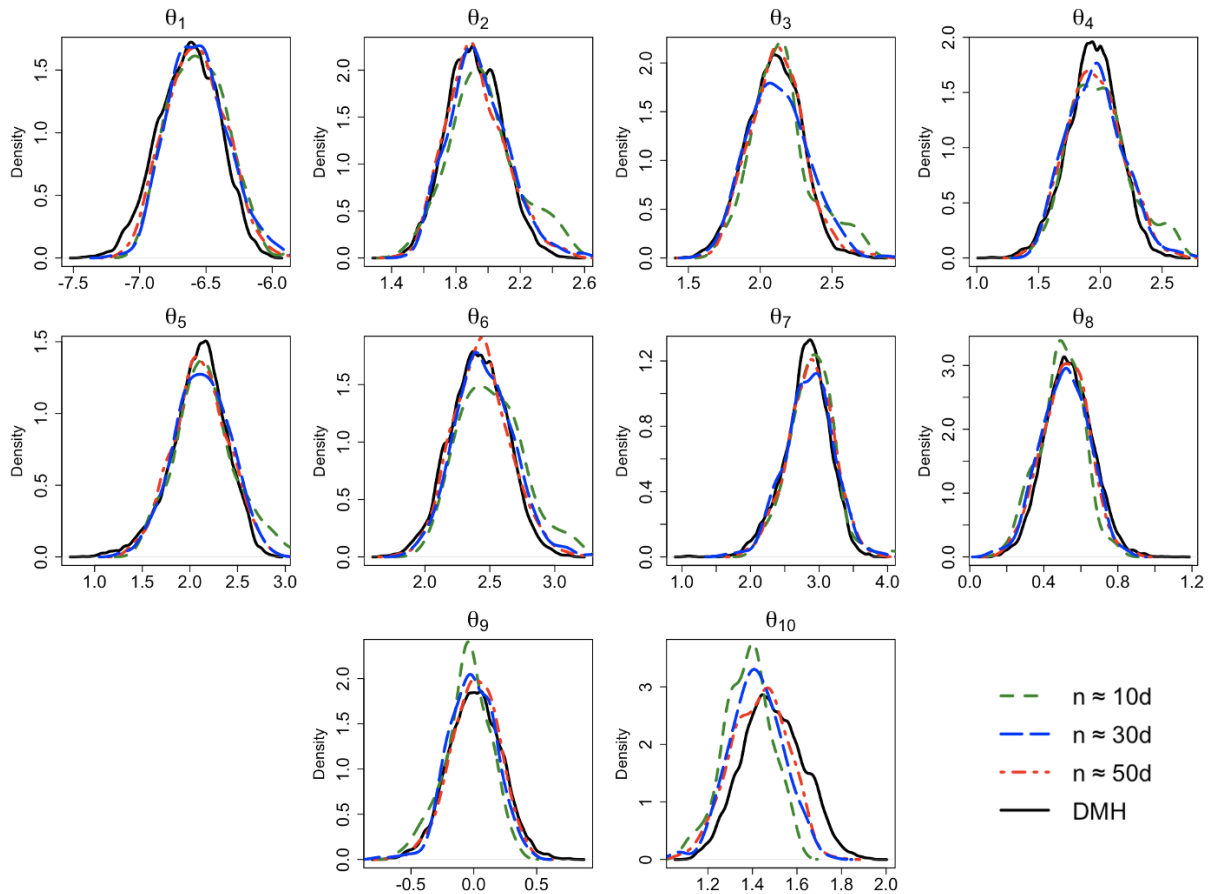 θ1
θ2
θ3
θ4
Density
0.0 0.5 1.0 1.5
-7.5 -7.0 -6.5 -6.0
Density
0.0 0.5 1.0 1.5 2.0
1.4 1.8 2.2 2.6
Density
0.0 0.5 1.0 1.5 2.0
1.5 2.0 2.5
Density
0.0 0.5 1.0 1.5 2.0
1.0 1.5 2.0 2.5
θ5
θ6
θ7
θ8
Density
0.0 0.5 1.0 1.5
1.0 1.5 2.0 2.5 3.0
Density
0.0 0.5 1.0 1.5
2.0 2.5 3.0
Density
0.0 0.4 0.8 1.2
1.0 2.0 3.0 4.0
Density
0.0 1.0 2.0 3.0
0.0 0.4 0.8 1.2
θ9
θ10
Density
0.0 0.5 1.0 1.5 2.0
-0.5 0.0 0.5
Density
0 1 2 3
1.2 1.4 1.6 1.8 2.0
n ≈ 10d
n ≈ 30d
n ≈ 50d
DMH